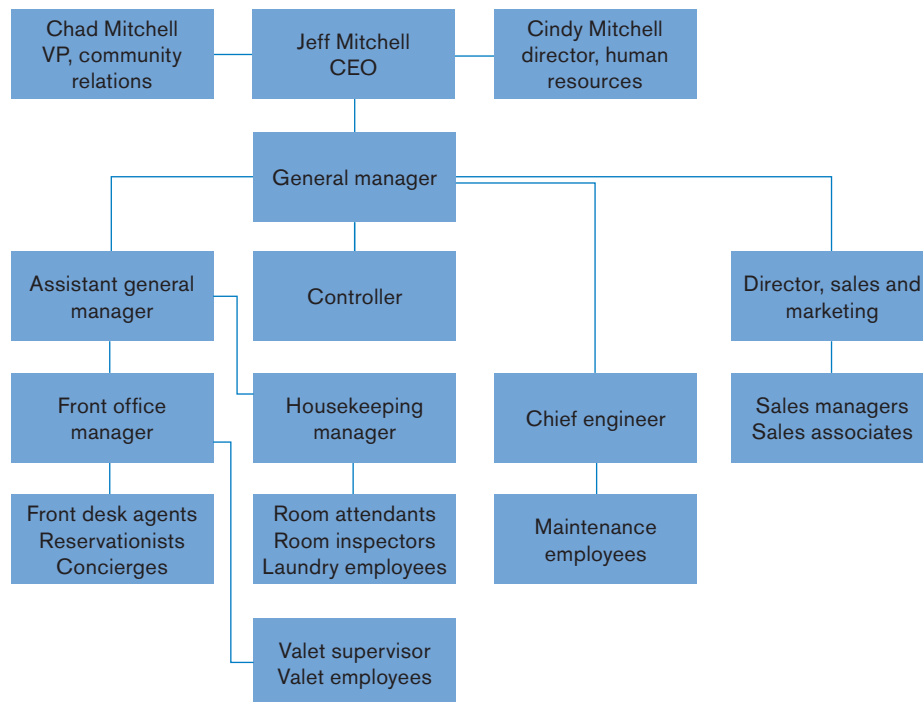 Chad Mitchell
VP, community
relations
Jeff Mitchell
CEO
Cindy Mitchell
director, human
resources
General manager
Assistant general
manager
Controller
Director, sales and
marketing
Front office
manager
Housekeeping
manager
Chief engineer
Sales managers
Sales associates
Front desk agents
Reservationists
Concierges
Room attendants
Room inspectors
Laundry employees
Maintenance
employees
Valet supervisor
Valet employees